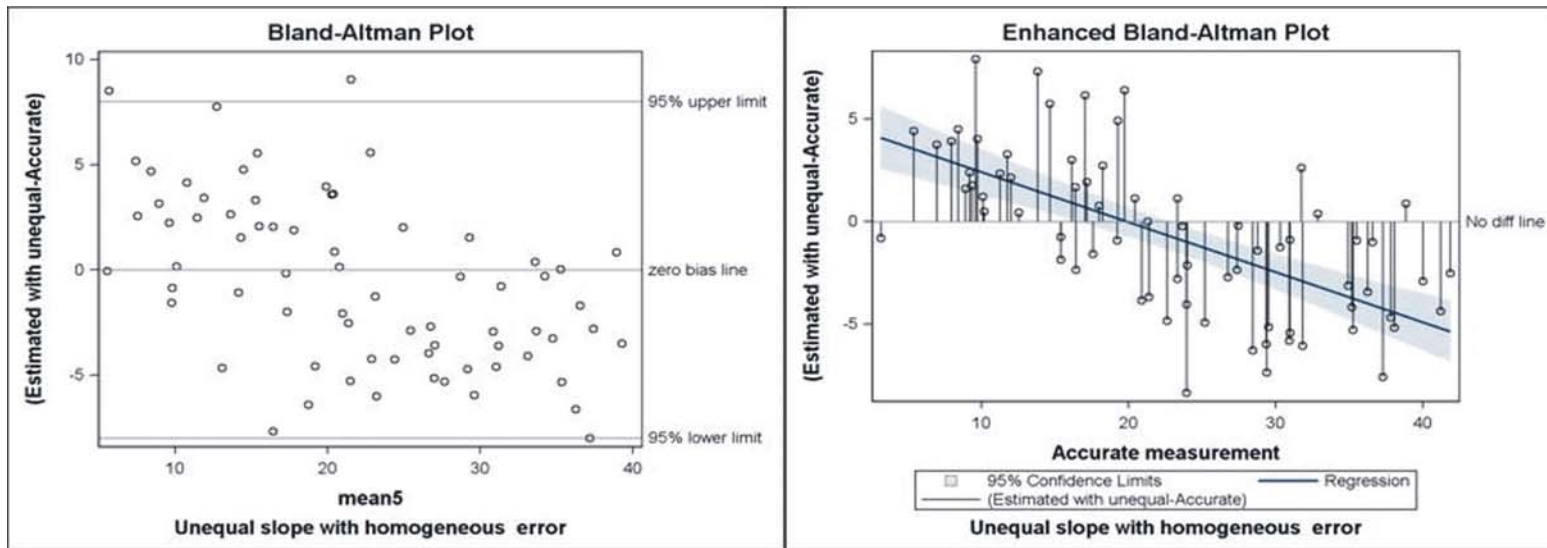 Bland-Altman Plot
(Estimated with unequal-Accurate)
10
5
0
-5
95% upper limit
zero bias line
95% lower limit
10
20
30
40
mean5
Unequal slope with homogeneous error
Enhanced Bland-Altman Plot
(Estimated with unequal-Accurate)
5
0
-5
No diff line
10
20
30
40
Accurate measurement
95% Confidence Limits
Regression
(Estimated with unequal-Accurate)
Unequal slope with homogeneous error